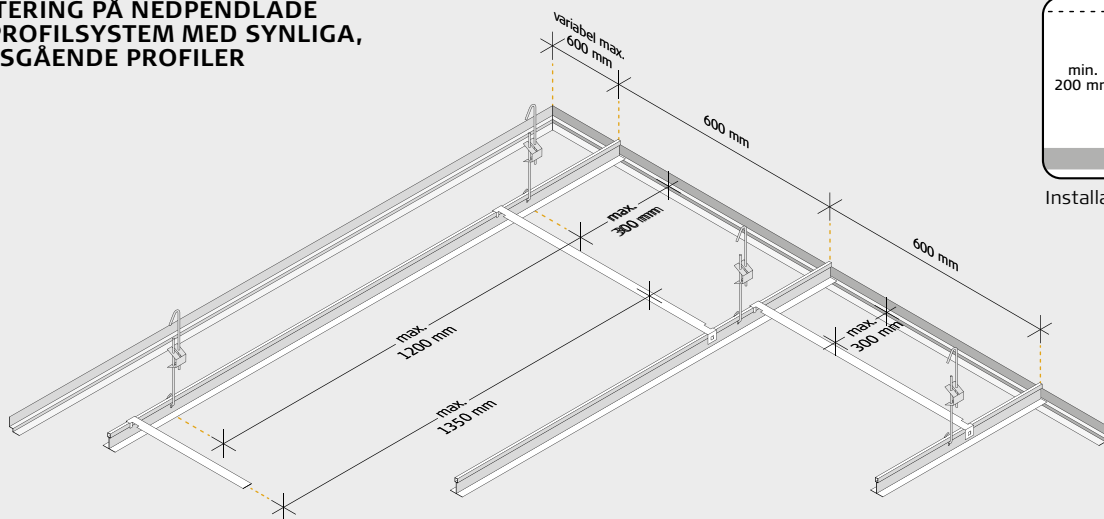 TERING PÅ NEDPENDLADE
PROFILSYSTEM MED SYNLIGA,
SGÅENDE PROFILER
variabel max.
600 mm
600 mm
600 mm
max.
300 mm
max.
300 mm
max.
1200 mm
max.
1350 mm
min.
200 mm
Installa